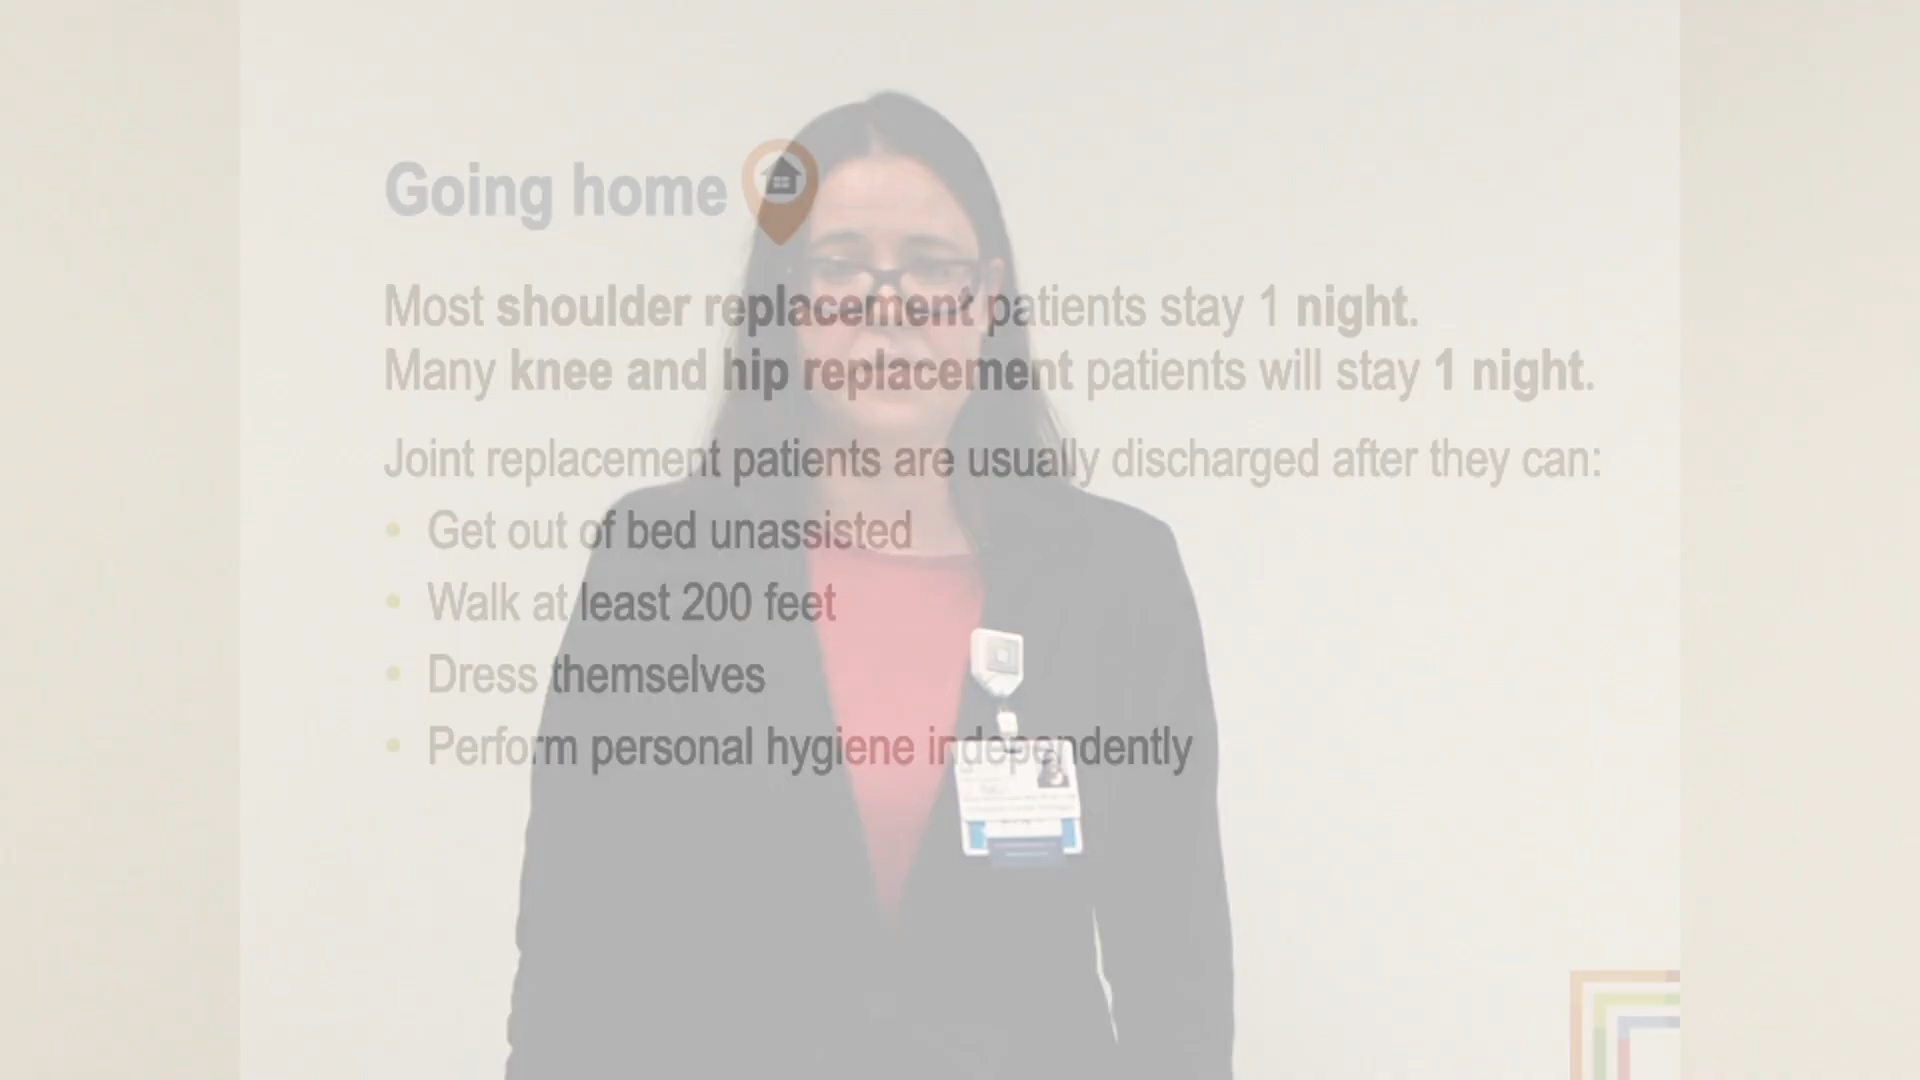 Going home
Most shoulder replacement patients stay 1 night.
Many knee and hip replacement patients will stay 1 night.
Joint replacement patients are usually discharged after they can:
• Get out of bed unassisted
• Walk at least 200 feet
• Dress themselves
• Perform personal hygiene independently